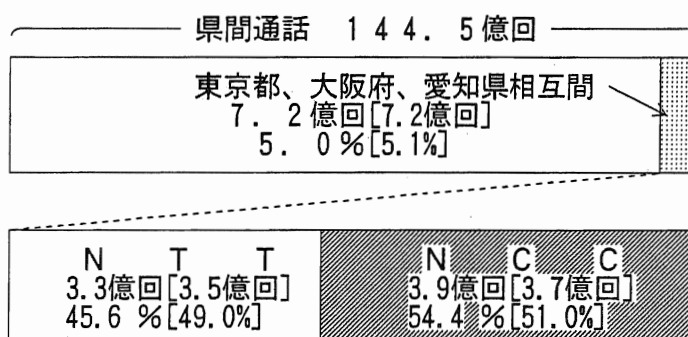 県間通話 １４４．５億回
東京都、大阪府、愛知県相互間
７．２億回[7.2億回]
５．０％[5.1%]
Ｎ Ｔ Ｔ
3.3億回[3.5億回]
45.6 %[49.0%]
Ｎ Ｃ Ｃ
3.9億回[3.7億回]
54.4 %[51.0%]